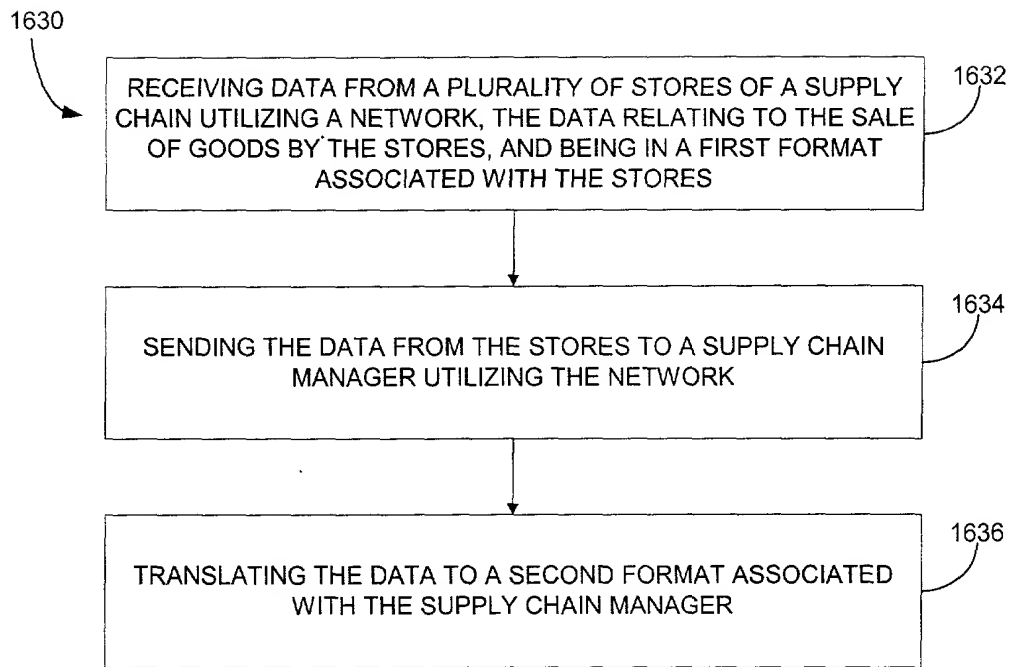 1630
RECEIVING DATA FROM A PLURALITY OF STORES OF A SUPPLY
CHAIN UTILIZING A NETWORK, THE DATA RELATING TO THE SALE
OF GOODS BY THE STORES, AND BEING IN A FIRST FORMAT
ASSOCIATED WITH THE STORES
1632
SENDING THE DATA FROM THE STORES TO A SUPPLY CHAIN
MANAGER UTILIZING THE NETWORK
1634
TRANSLATING THE DATA TO A SECOND FORMAT ASSOCIATED
WITH THE SUPPLY CHAIN MANAGER
1636